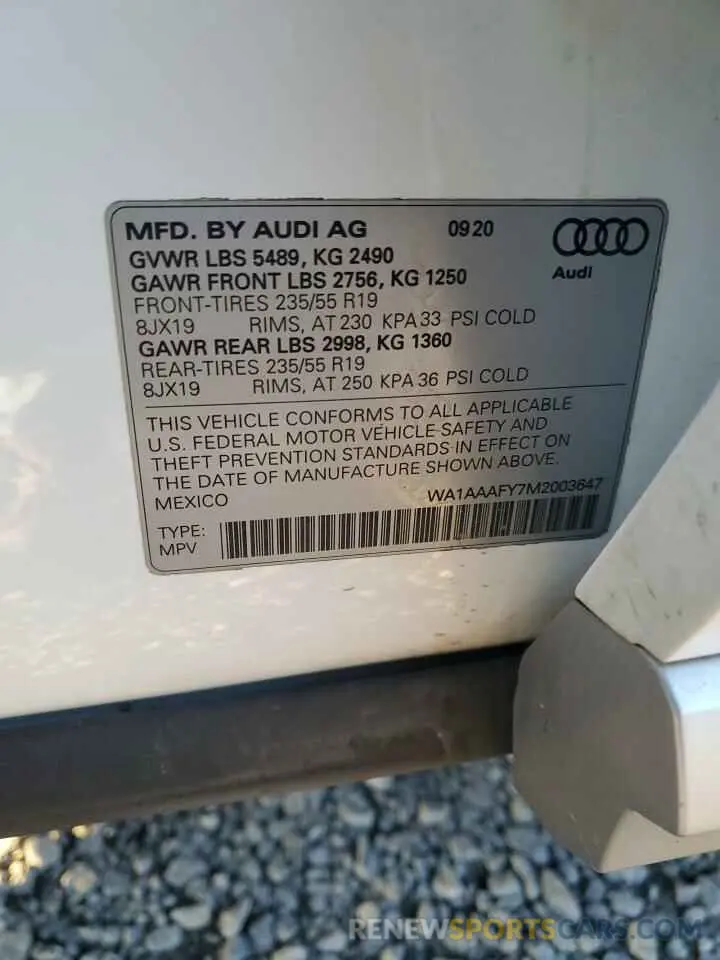 MFD. BY AUDI AG 09 20
GVWR LBS 5489, KG 2490
GAWR FRONT LBS 2756, KG 1250
Audi
FRONT-TIRES 235/55 R19
8JX19 RIMS, AT 230 KPA 33 PSI COLD
GAWR REAR LBS 2998, KG 1360
REAR-TIRES 235/55 R19
8JX19 RIMS, AT 250 KPA 36 PSI COLD
THIS VEHICLE CONFORMS TO ALL APPLICABLE
U.S. FEDERAL MOTOR VEHICLE SAFETY AND
THEFT PREVENTION STANDARDS IN EFFECT ON
THE DATE OF MANUFACTURE SHOWN ABOVE.
MEXICO WA1AAAFY7M2003647
TYPE:
MPV
RENEWSPORTSCARS.COM